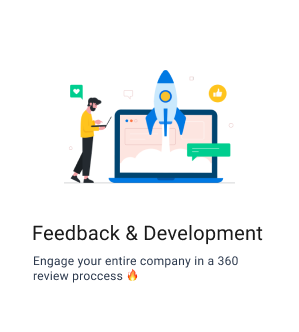 Feedback & Development
Engage your entire company in a 360
review proccess 🔥